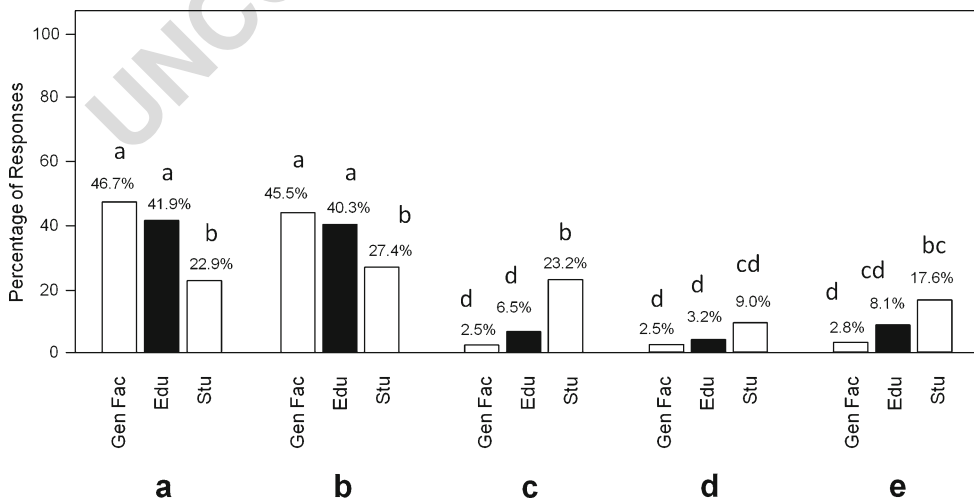 UNC
Percentage of Responses
100
80
60
40
20
0
a a b
46.7% 41.9% 22.9%
a a b
45.5% 40.3% 27.4%
d d b
2.5% 6.5% 23.2%
d d cd
2.5% 3.2% 9.0%
d cd bc
2.8% 8.1% 17.6%
Gen Fac Edu Stu Gen Fac Edu Stu Gen Fac Edu Stu Gen Fac Edu Stu Gen Fac Edu Stu
a b c d e